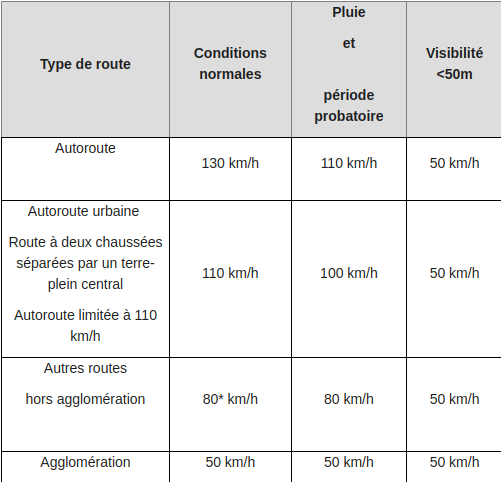 Type de route
Conditions
normales
Pluie
et
période
probatoire
Visibilité
<50m
Autoroute
130 km/h
110 km/h
50 km/h
Autoroute urbaine
Route à deux chaussées
séparées par un terre-
plein central
Autoroute limitée à 110
km/h
110 km/h
100 km/h
50 km/h
Autres routes
hors agglomération
80* km/h
80 km/h
50 km/h
Agglomération
50 km/h
50 km/h
50 km/h